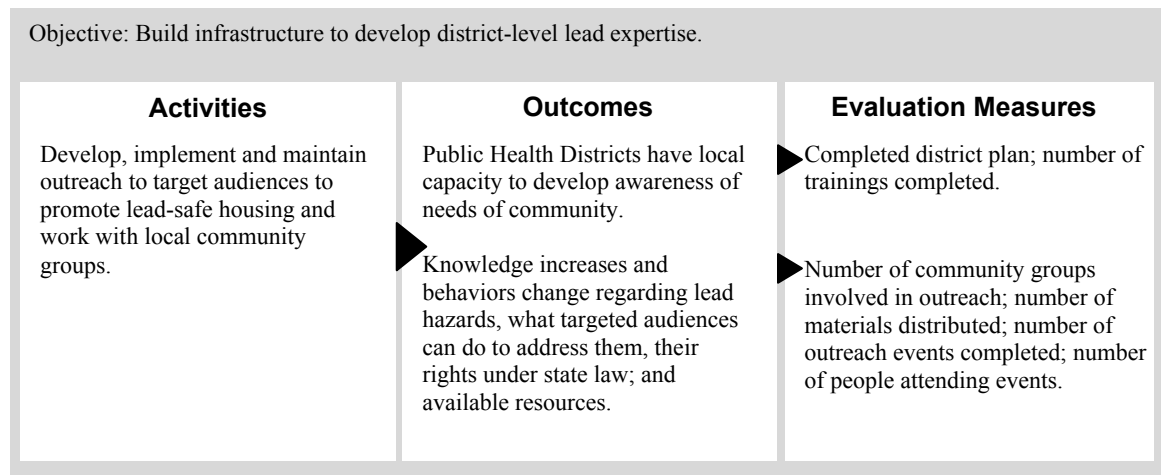 Objective: Build infrastructure to develop district-level lead expertise.
Activities
Develop, implement and maintain
outreach to target audiences to
promote lead-safe housing and
work with local community
groups.
Outcomes
Public Health Districts have local
capacity to develop awareness of
needs of community.
Knowledge increases and
behaviors change regarding lead
hazards, what targeted audiences
can do to address them, their
rights under state law; and
available resources.
Evaluation Measures
Completed district plan; number of
trainings completed.
Number of community groups
involved in outreach; number of
materials distributed; number of
outreach events completed; number
of people attending events.